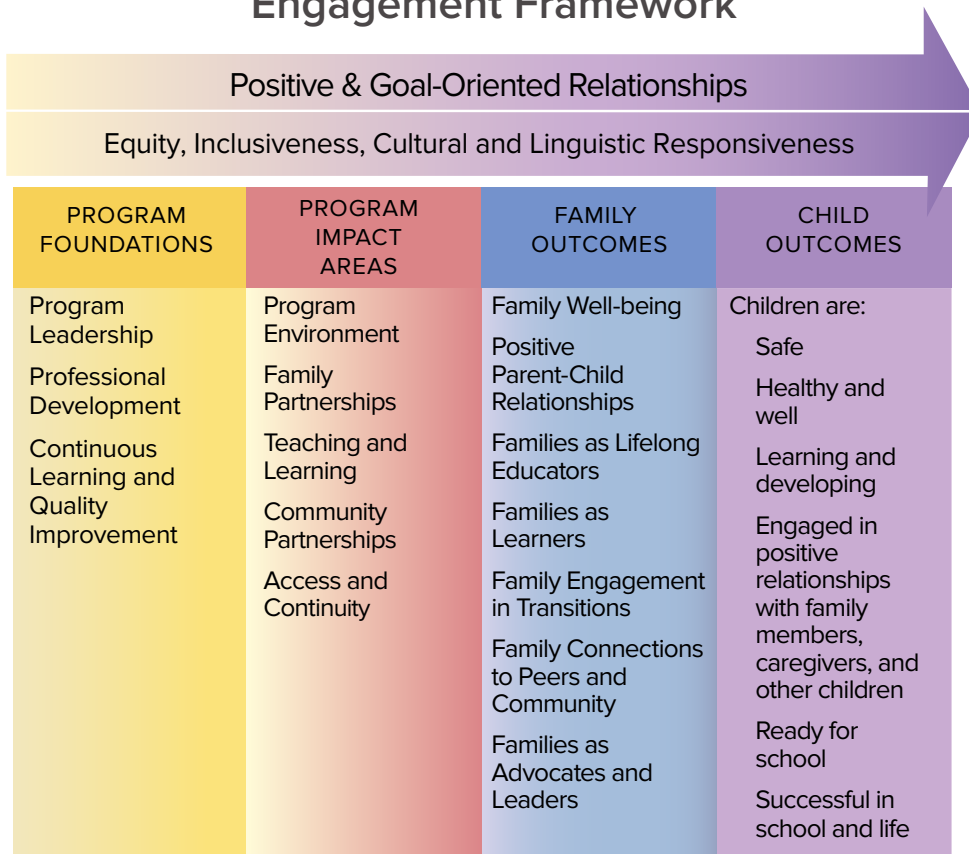 Engagement Framework
Positive & Goal-Oriented Relationships
Equity, Inclusiveness, Cultural and Linguistic Responsiveness
PROGRAM
FOUNDATIONS
Program
Leadership
Professional
Development
Continuous
Learning and
Quality
Improvement
PROGRAM
IMPACT
AREAS
Program
Environment
Family
Partnerships
Teaching and
Learning
Community
Partnerships
Access and
Continuity
FAMILY
OUTCOMES
Family Well-being
Positive
Parent-Child
Relationships
Families as Lifelong
Educators
Families as
Learners
Family Engagement
in Transitions
Family Connections
to Peers and
Community
Families as
Advocates and
Leaders
CHILD
OUTCOMES
Children are:
Safe
Healthy and
well
Learning and
developing
Engaged in
positive
relationships
with family
members,
caregivers, and
other children
Ready for
school
Successful in
school and life